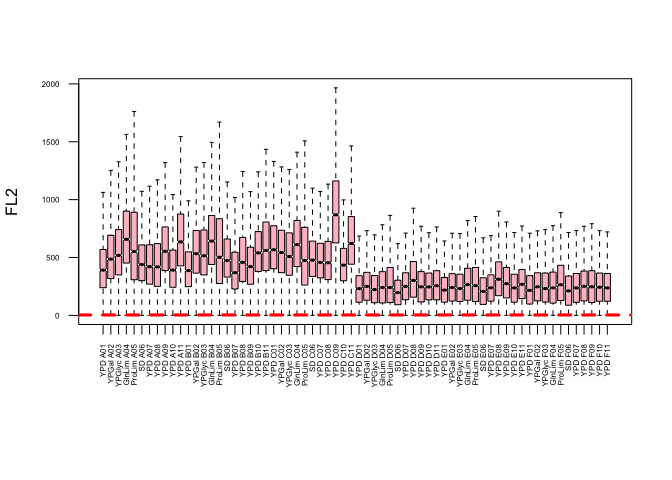 FL2
2000
1500
1000
500
0
YPD A01
YPGal A02
YPGlyc A03
GlnLim A04
ProLim A05
SD A06
YPD A07
YPD A08
YPD A09
YPD A10
YPD A11
YPD B01
YPGal B02
YPGlyc B03
GlnLim B04
ProLim B05
SD B06
YPD B07
YPD B08
YPD B09
YPD B10
YPD B11
YPD C01
YPGal C02
YPGlyc C03
GlnLim C04
ProLim C05
SD C06
YPD C07
YPD C08
YPD C09
YPD C10
YPD C11
YPD D01
YPGal D02
YPGlyc D03
GlnLim D04
ProLim D05
SD D06
YPD D07
YPD D08
YPD D09
YPD D10
YPD D11
YPD E01
YPGal E02
YPGlyc E03
GlnLim E04
ProLim E05
SD E06
YPD E07
YPD E08
YPD E09
YPD E10
YPD E11
YPD F01
YPGal F02
YPGlyc F03
GlnLim F04
ProLim F05
SD F06
YPD F07
YPD F08
YPD F09
YPD F10
YPD F11